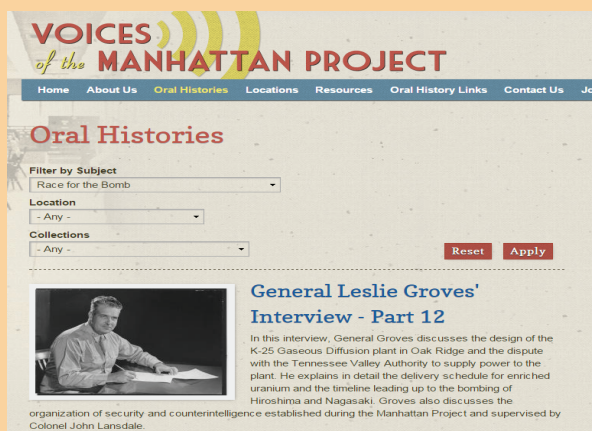 VOICES
of the MANHATTAN PROJECT
Home About Us Oral Histories Locations Resources Oral History Links Contact Us Jo
Oral Histories
Filter by Subject
Race for the Bomb
Location
- Any -
Collections
- Any -
Reset Apply
General Leslie Groves'
Interview - Part 12
In this interview, General Groves discusses the design of the
K-25 Gaseous Diffusion plant in Oak Ridge and the dispute
with the Tennessee Valley Authority to supply power to the
plant. He explains in detail the delivery schedule for enriched
uranium and the timeline leading up to the bombing of
Hiroshima and Nagasaki. Groves also discusses the
organization of security and counterintelligence established during the Manhattan Project and supervised by
Colonel John Lansdale.